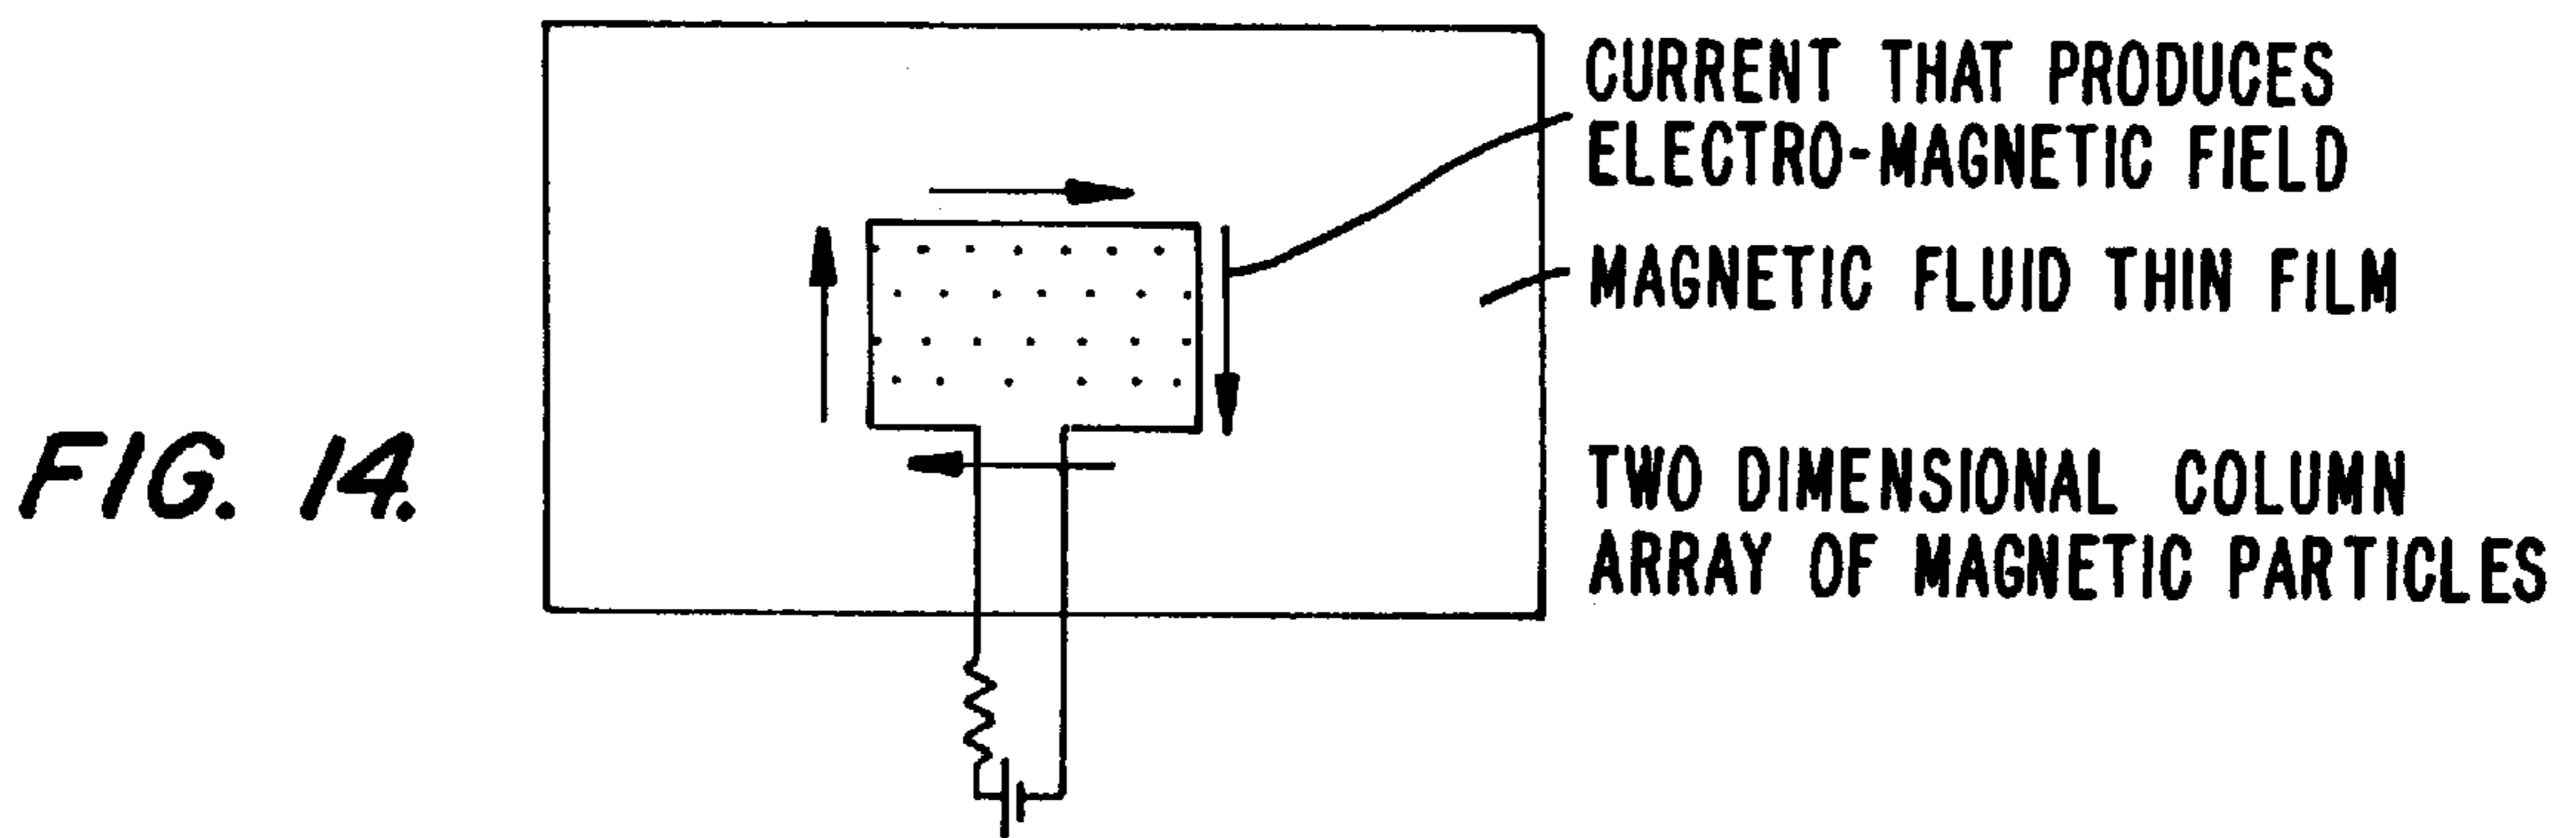 CURRENT THAT PRODUCES
ELECTRO-MAGNETIC FIELD
MAGNETIC FLUID THIN FILM
FIG. 14.
TWO DIMENSIONAL COLUMN
ARRAY OF MAGNETIC PARTICLES